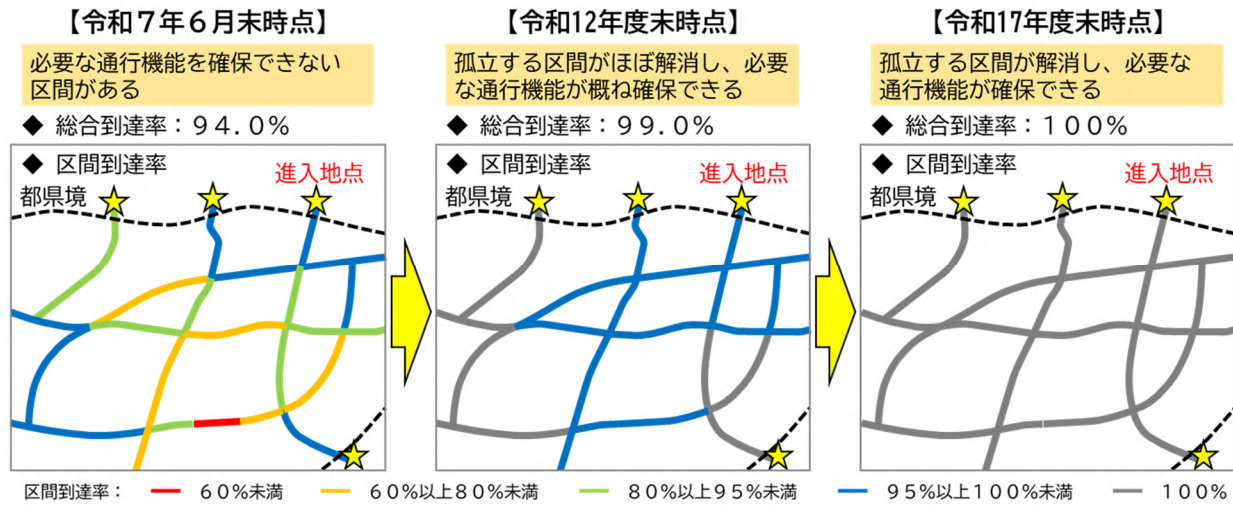 【令和７年６月末時点】
必要な通行機能を確保できない
区間がある
◆ 総合到達率：９４．０％
◆ 区間到達率
進入地点
都県境
【令和12年度末時点】
孤立する区間がほぼ解消し、必要
な通行機能が概ね確保できる
◆ 総合到達率：９９．０％
◆ 区間到達率
進入地点
都県境
【令和17年度末時点】
孤立する区間が解消し、必要な
通行機能が確保できる
◆ 総合到達率：１００％
◆ 区間到達率
進入地点
都県境
区間到達率： ６０％未満 ６０％以上８０％未満 ８０％以上９５％未満 ９５％以上１００％未満 １００％